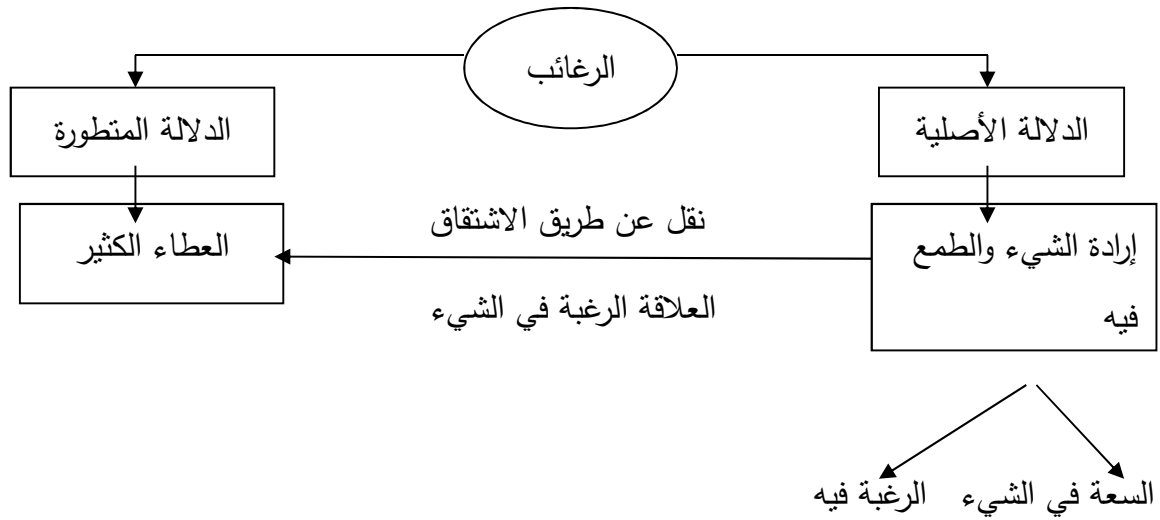 الرغائب
الدلالة الأصلية
الدلالة المتطورة
إرادة الشيء والطمع
فيه
نقل عن طريق الاشتقاق
العلاقة الرغبة في الشيء
العطاء الكثير
السعة في الشيء
الرغبة فيه